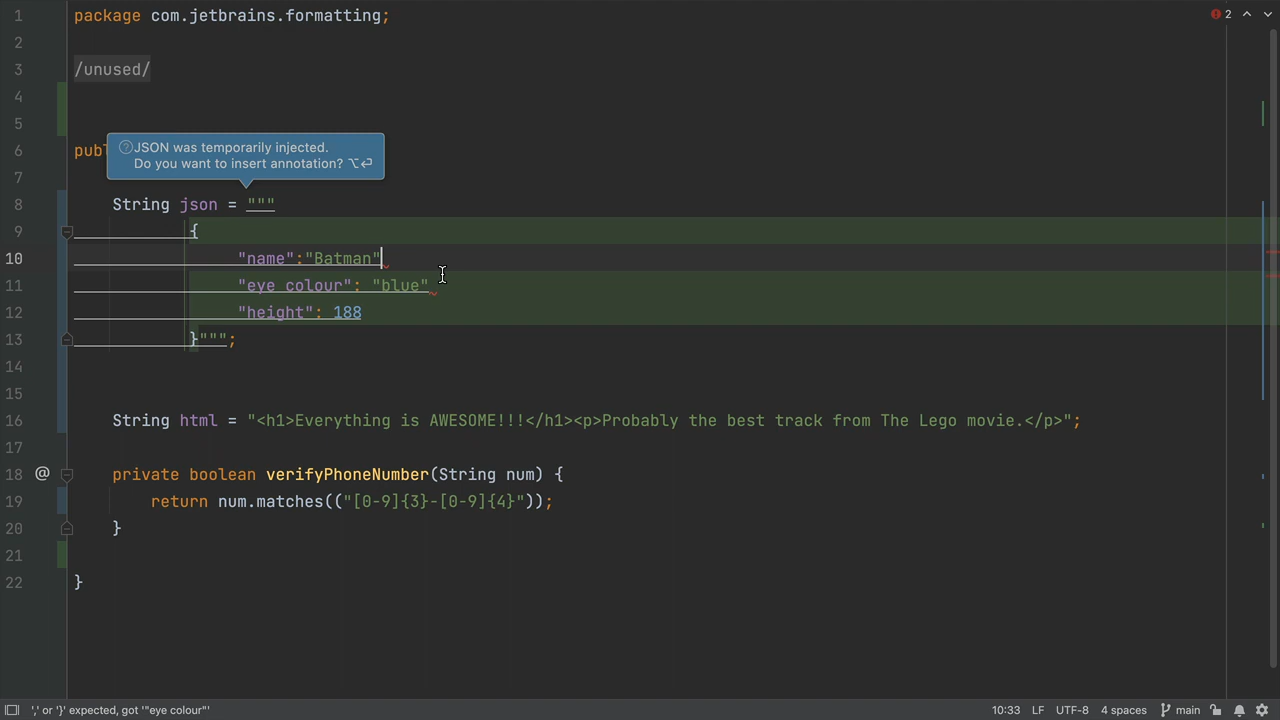 1 package com.jetbrains.formatting; 2
2
3 /unused/
4
5
JSON was temporarily injected.
6 publ
Do you want to insert annotation? ⌥⏎
7
8 String json = """
9 {
10 "name":"Batman"
11 "eye colour": "blue"
12 "height": 188
13 }""";
14
15
16 String html = "<h1>Everything is AWESOME!!!</h1><p>Probably the best track from The Lego movie.</p>";
17
18 @ private boolean verifyPhoneNumber(String num) {
19 return num.matches(("[0-9]{3}-[0-9]{4}"));
20 }
21
22 }
',' or '}' expected, got '"eye colour"' 10:33 LF UTF-8 4 spaces main